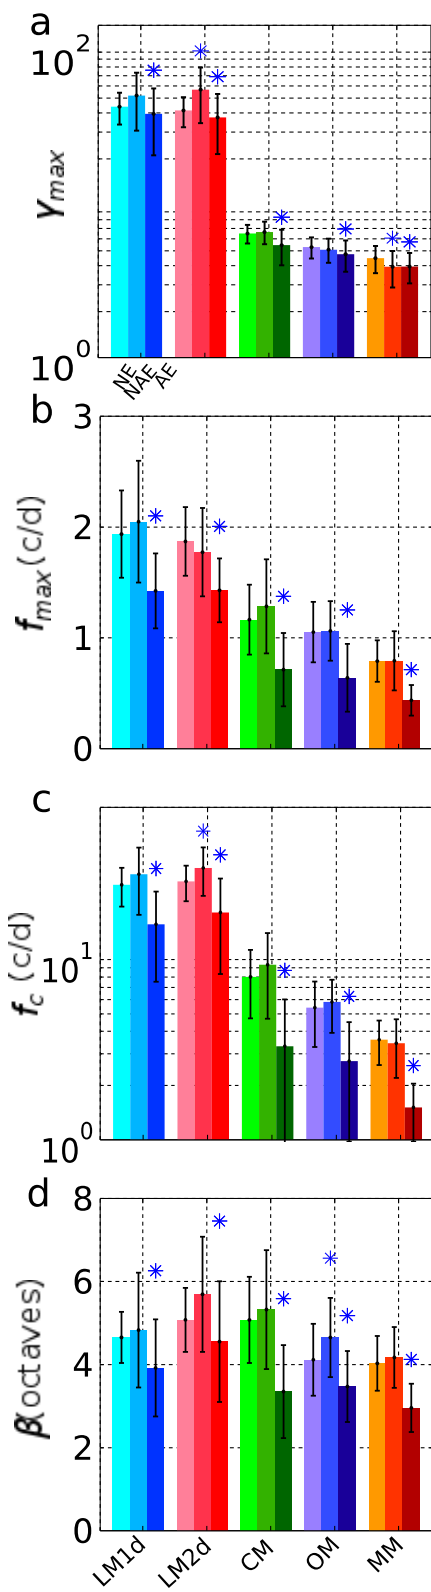 a
10²
γmax
10⁰
NE
NAE
AE
b
3
fmax(c/d)
2
1
0
c
fc (c/d)
10¹
10⁰
d
8
β(octaves)
6
4
2
0
LM1d LM2d CM OM MM